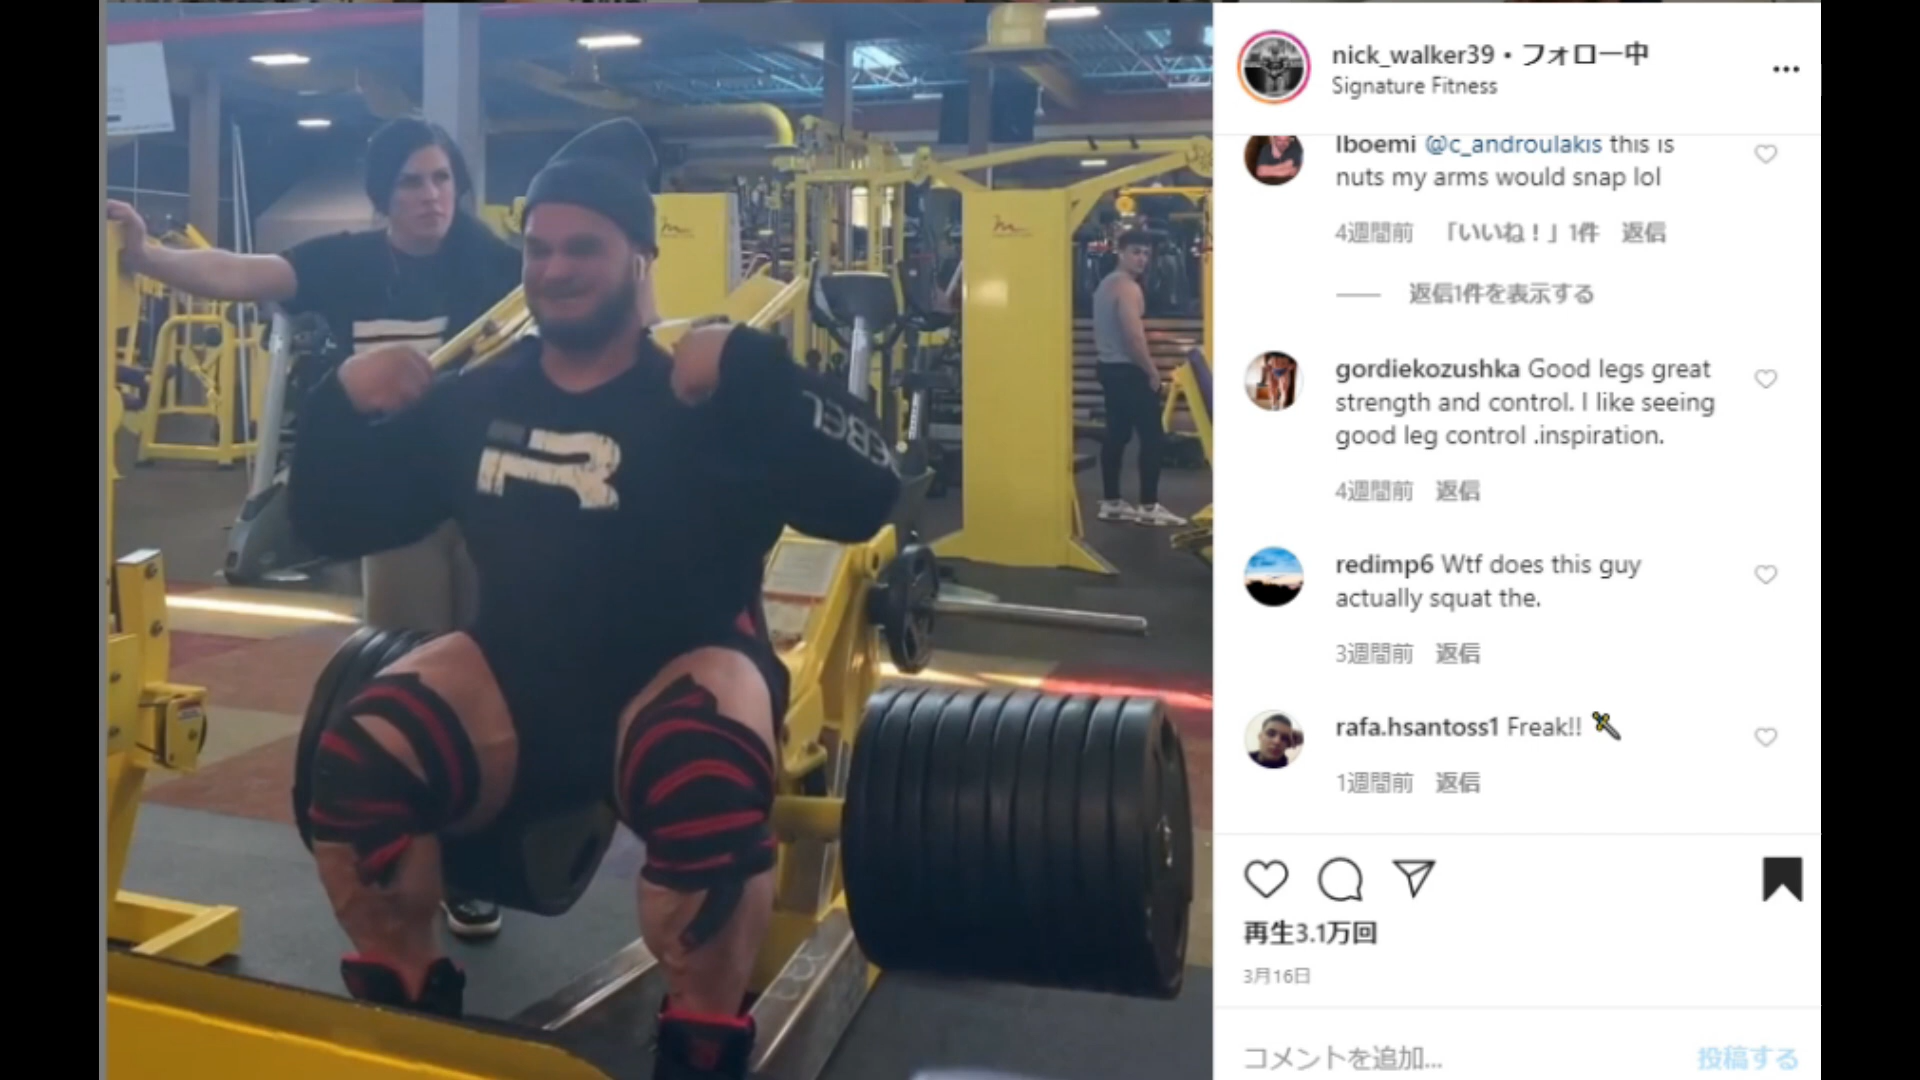 nick_walker39 • フォロー中
Signature Fitness
lboemi @c_androulakis this is
nuts my arms would snap lol
4週間前 「いいね！」1件 返信
返信1件を表示する
gordiekozushka Good legs great
strength and control. I like seeing
good leg control .inspiration.
4週間前 返信
redimp6 Wtf does this guy
actually squat the.
3週間前 返信
rafa.hsantoss1 Freak!! 🗡
1週間前 返信
再生3.1万回
3月16日
コメントを追加...
投稿する
R